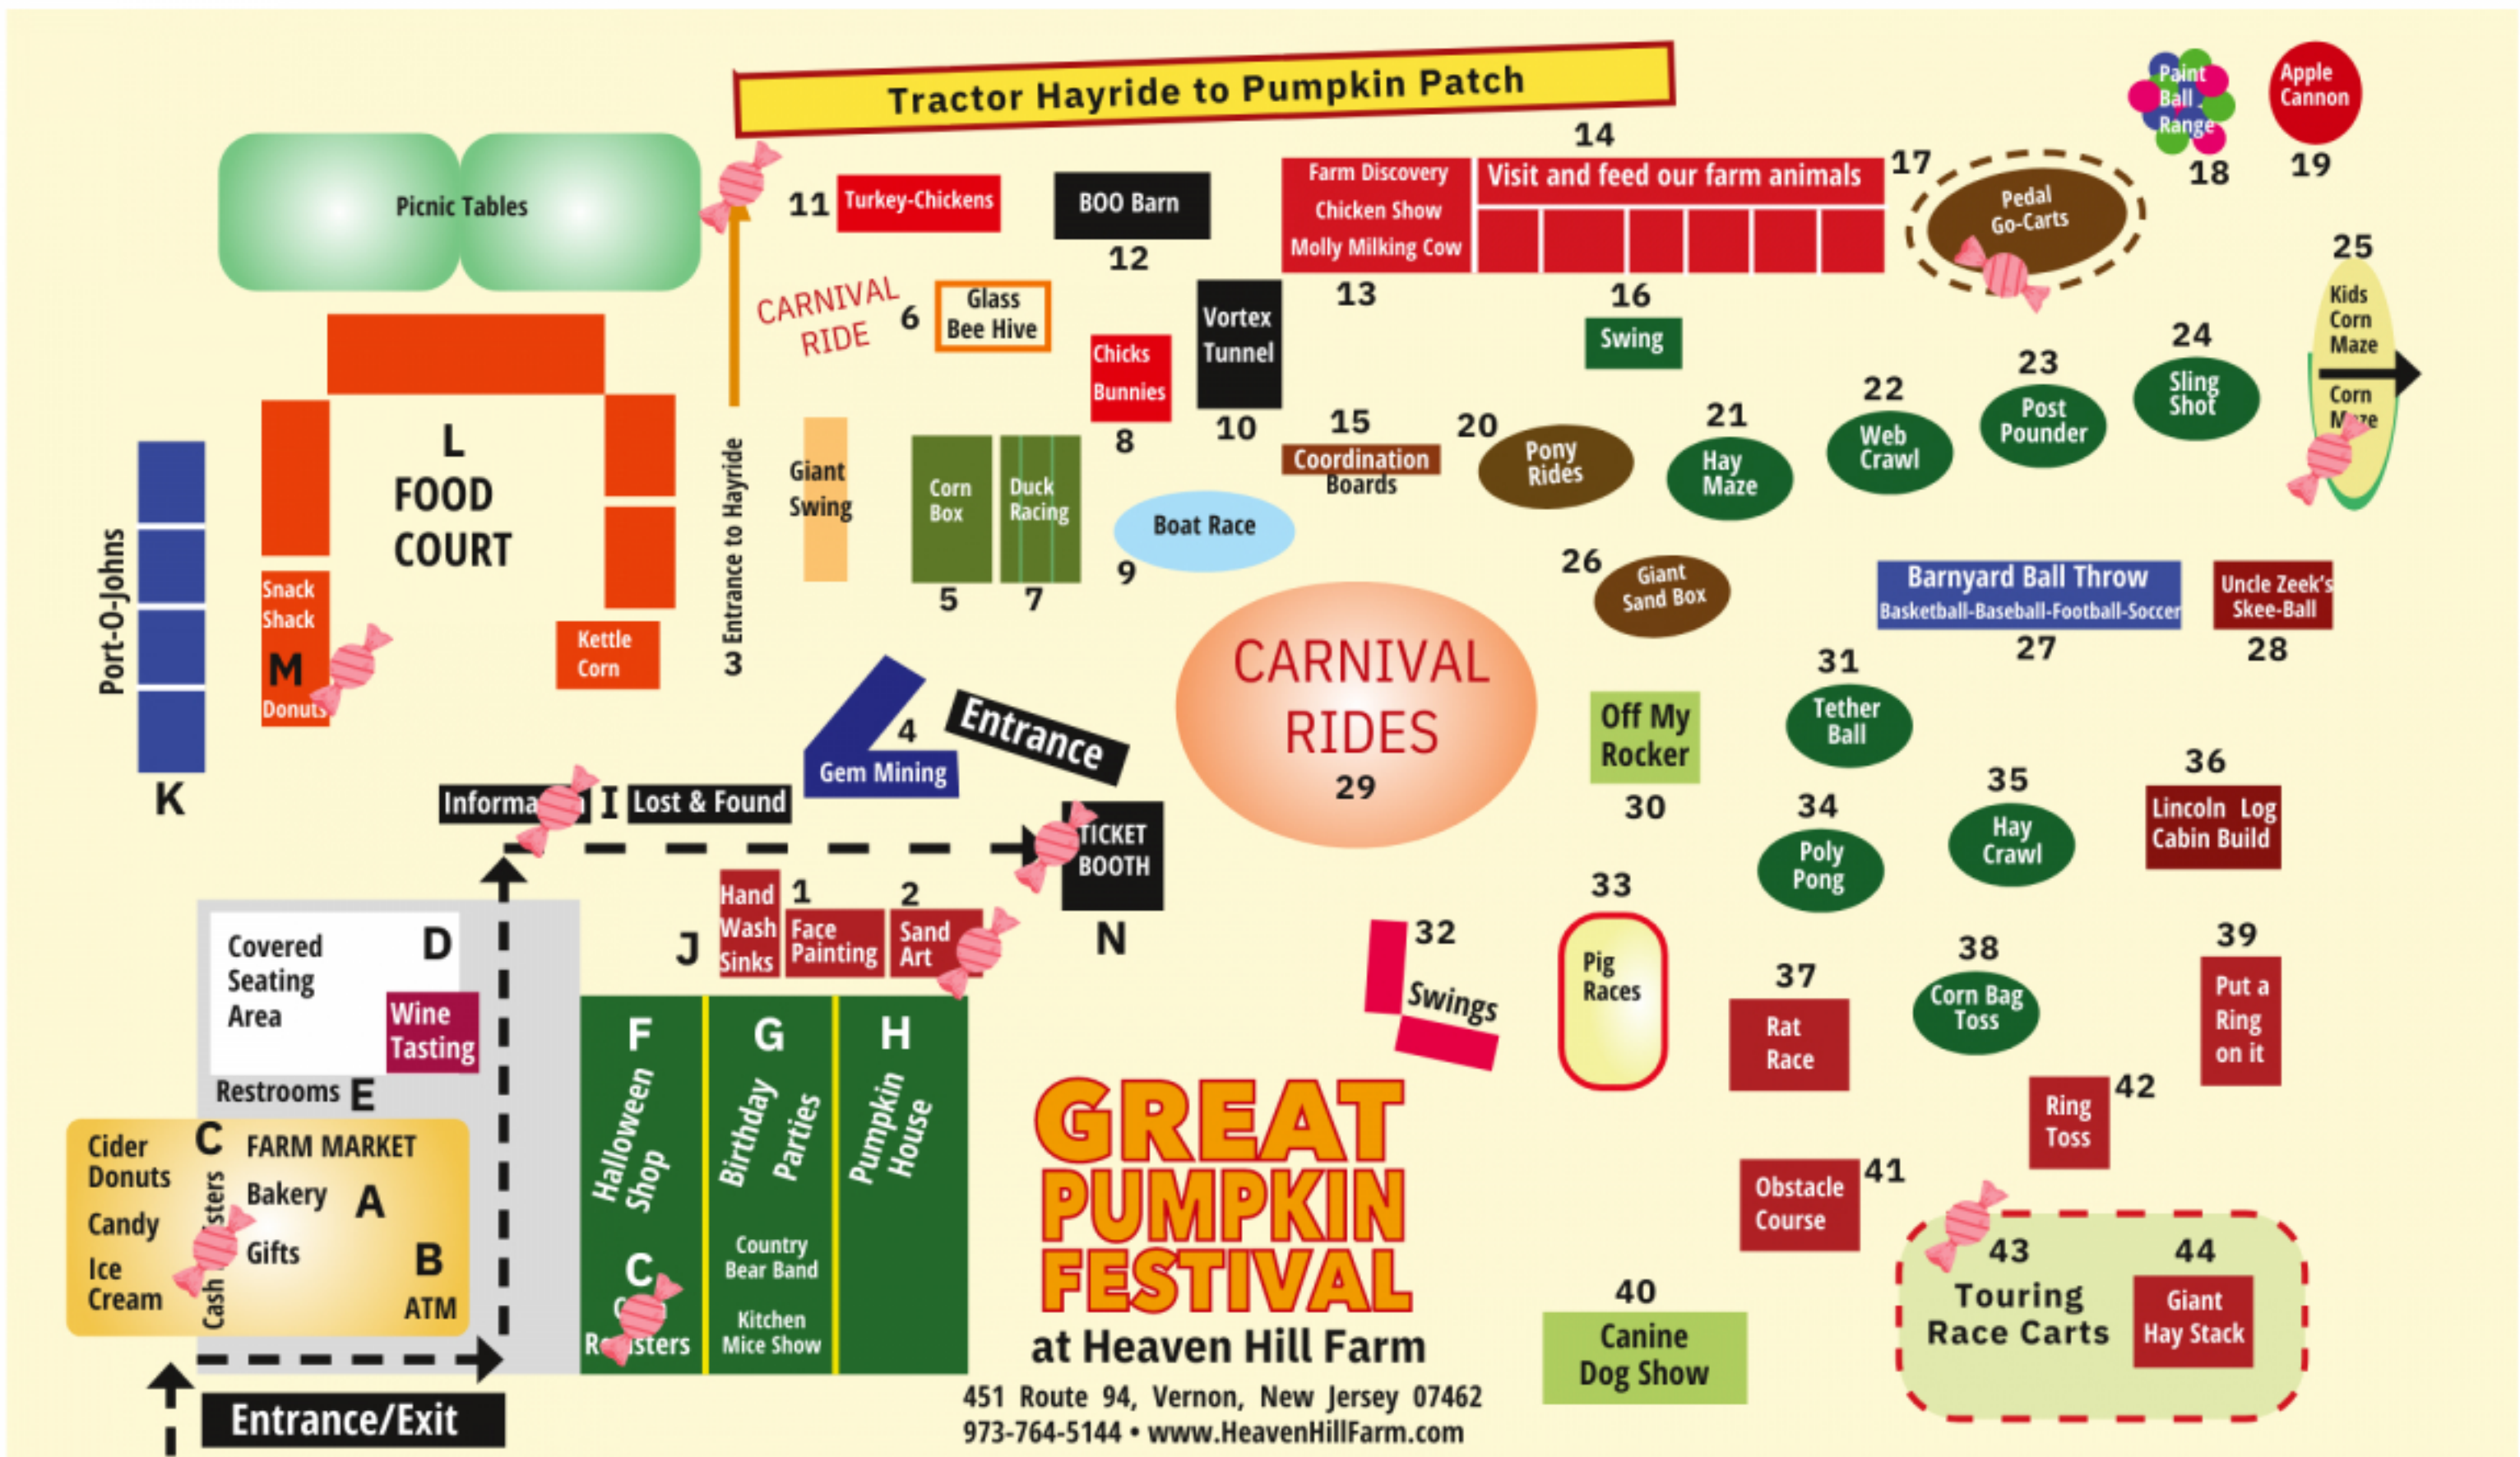 Tractor Hayride to Pumpkin Patch
Paint
Ball
Range
18
Apple
Cannon
19
Picnic Tables
11
Turkey-Chickens
BOO Barn
12
Farm Discovery
Chicken Show
Molly Milking Cow
13
14
Visit and feed our farm animals
17
Pedal
Go-Carts
CARNIVAL
RIDE
6
Glass
Bee Hive
Chicks
Bunnies
8
Vortex
Tunnel
10
16
Swing
25
Kids
Corn
Maze
Corn
24
Sling
Shot
23
Post
Pounder
22
Web
Crawl
21
Hay
Maze
20
Pony
Rides
15
Coordination
Boards
L
FOOD
COURT
Port-O-Johns
K
Snack
Shack
M
Donuts
Kettle
Corn
3 Entrance to Hayride
Giant
Swing
Corn
Box
5
Duck
Racing
7
Boat Race
9
26
Giant
Sand Box
Barnyard Ball Throw
Basketball-Baseball-Football-Soccer
27
Uncle Zeek's
Skee-Ball
28
CARNIVAL
RIDES
29
4
Gem Mining
Entrance
I
Lost & Found
TICKET
BOOTH
N
Off My
Rocker
30
31
Tether
Ball
34
Poly
Pong
35
Hay
Crawl
36
Lincoln Log
Cabin Build
J
Hand
Wash
Sinks
1
Face
Painting
2
Sand
Art
32
Swings
33
Pig
Races
37
Rat
Race
38
Corn Bag
Toss
39
Put a
Ring
on it
42
Ring
Toss
41
Obstacle
Course
43
Touring
Race Carts
44
Giant
Hay Stack
40
Canine
Dog Show
Covered
Seating
Area
D
Wine
Tasting
Restrooms E
Cider
Donuts
Candy
Ice
Cream
C
Cash
FARM MARKET
Bakery
A
Gifts
B
ATM
F
Halloween
Shop
C
G
Birthday
Parties
Country
Bear Band
Kitchen
Mice Show
H
Pumpkin
House
Entrance/Exit
GREAT
PUMPKIN
FESTIVAL
at Heaven Hill Farm
451 Route 94, Vernon, New Jersey 07462
973-764-5144 • www.HeavenHillFarm.com